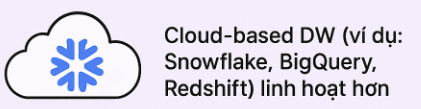 Cloud-based DW (ví dụ:
Snowflake, BigQuery,
Redshift) linh hoạt hơn